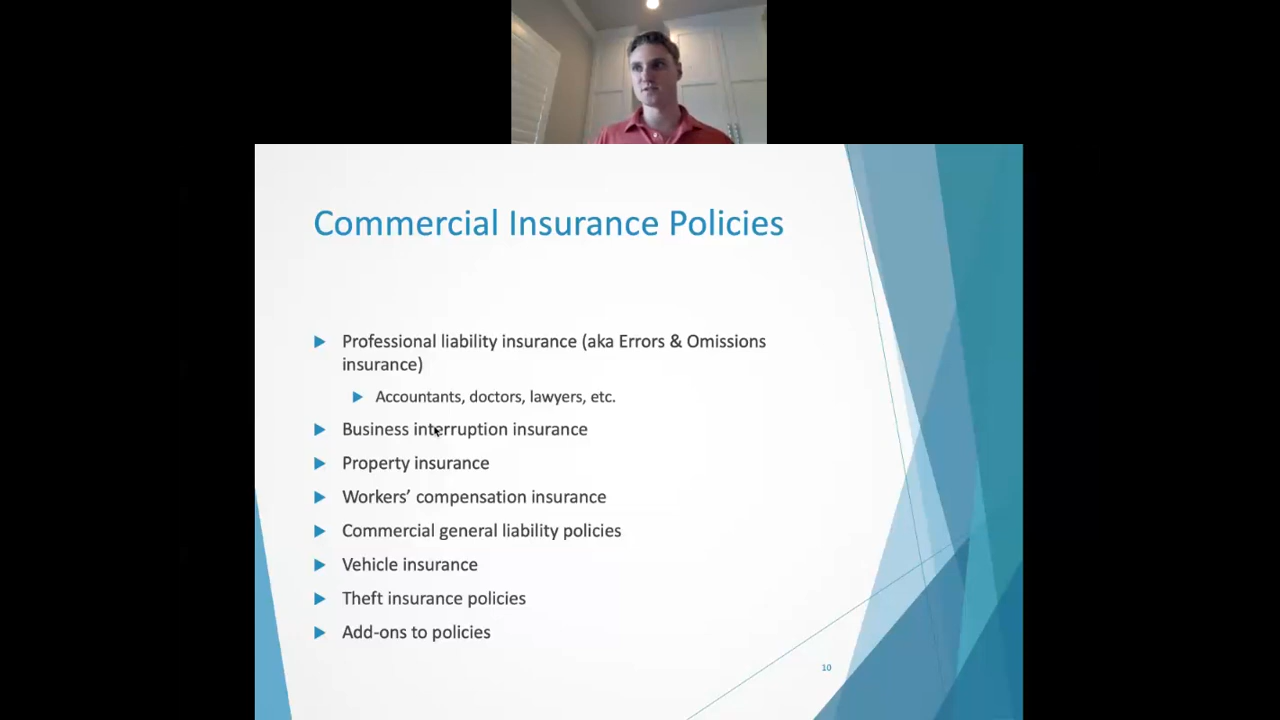 Commercial Insurance Policies
Professional liability insurance (aka Errors & Omissions
insurance)
Accountants, doctors, lawyers, etc.
Business interruption insurance
Property insurance
Workers’ compensation insurance
Commercial general liability policies
Vehicle insurance
Theft insurance policies
Add-ons to policies
10